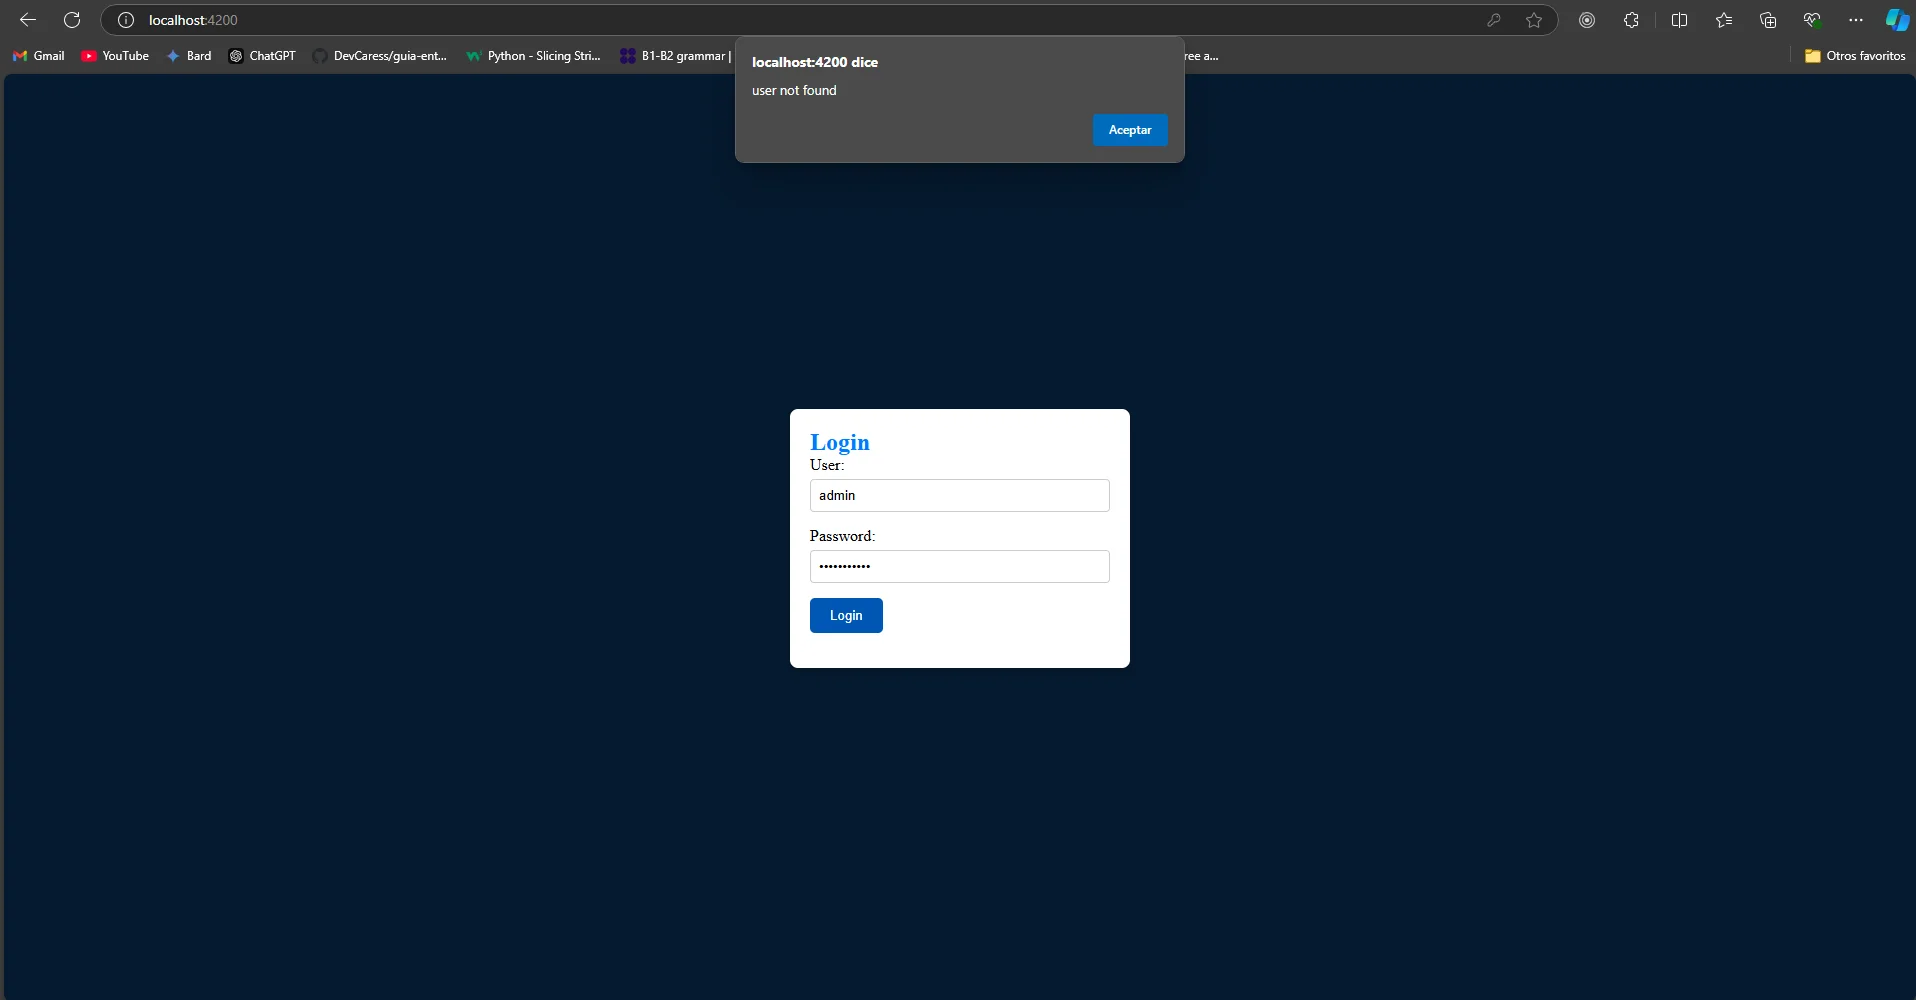 localhost:4200
Gmail
YouTube
Bard
ChatGPT
DevCaress/guia-ent...
Python - Slicing Stri...
B1-B2 grammar |
ree a...
Otros favoritos
localhost:4200 dice
user not found
Aceptar
Login
User:
admin
Password:
•••••••••••
Login